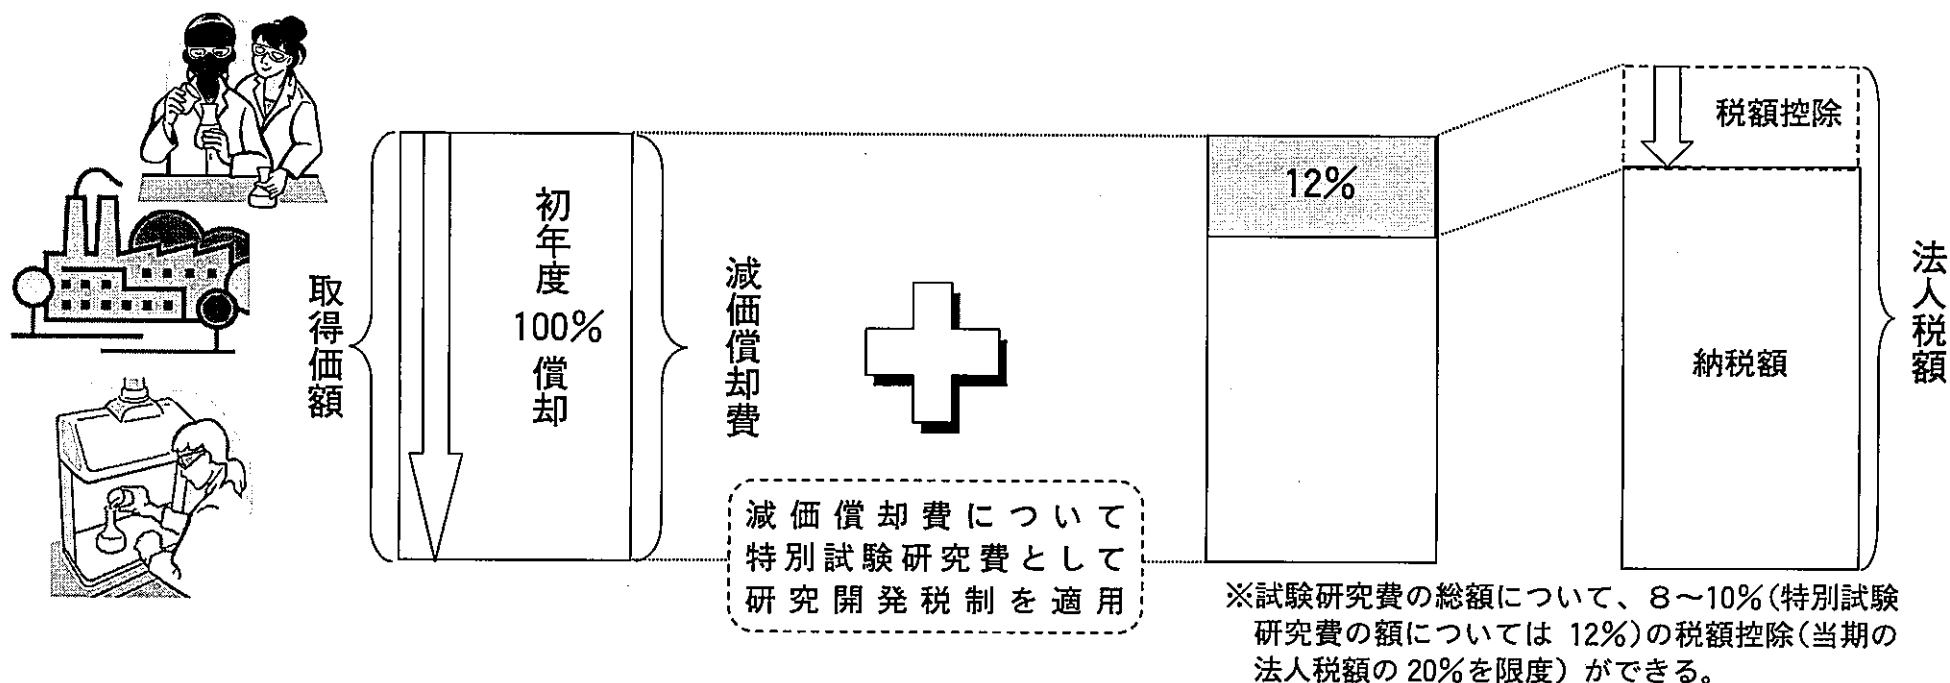 取得価額
初年度100%償却
減価償却費
減価償却費について
特別試験研究費として
研究開発税制を適用
12%
税額控除
納税額
法人税額
※試験研究費の総額について、8~10%(特別試験
研究費の額については 12%)の税額控除(当期の
法人税額の 20%を限度) ができる。